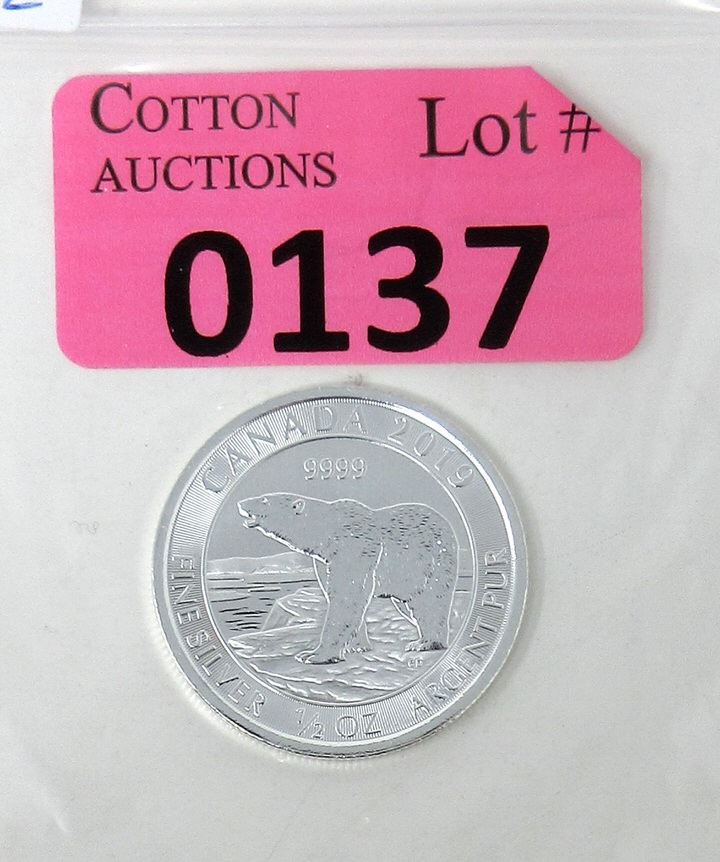 COTTON
AUCTIONS
Lot #
0137
CANADA 2019
9999
FINE SILVER 1/2 OZ ARGENT PUR